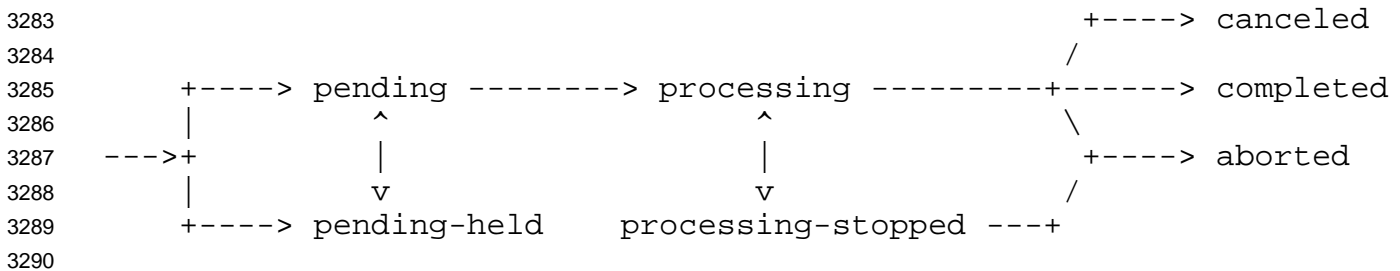 3283                                                              +----> canceled
3284                                                             /
3285       +----> pending --------> processing ---------+------> completed
3286       |          ^                    ^                     \
3287   --->+          |                    |                      +----> aborted
3288       |          v                    v                     /
3289       +----> pending-held    processing-stopped ---+
3290